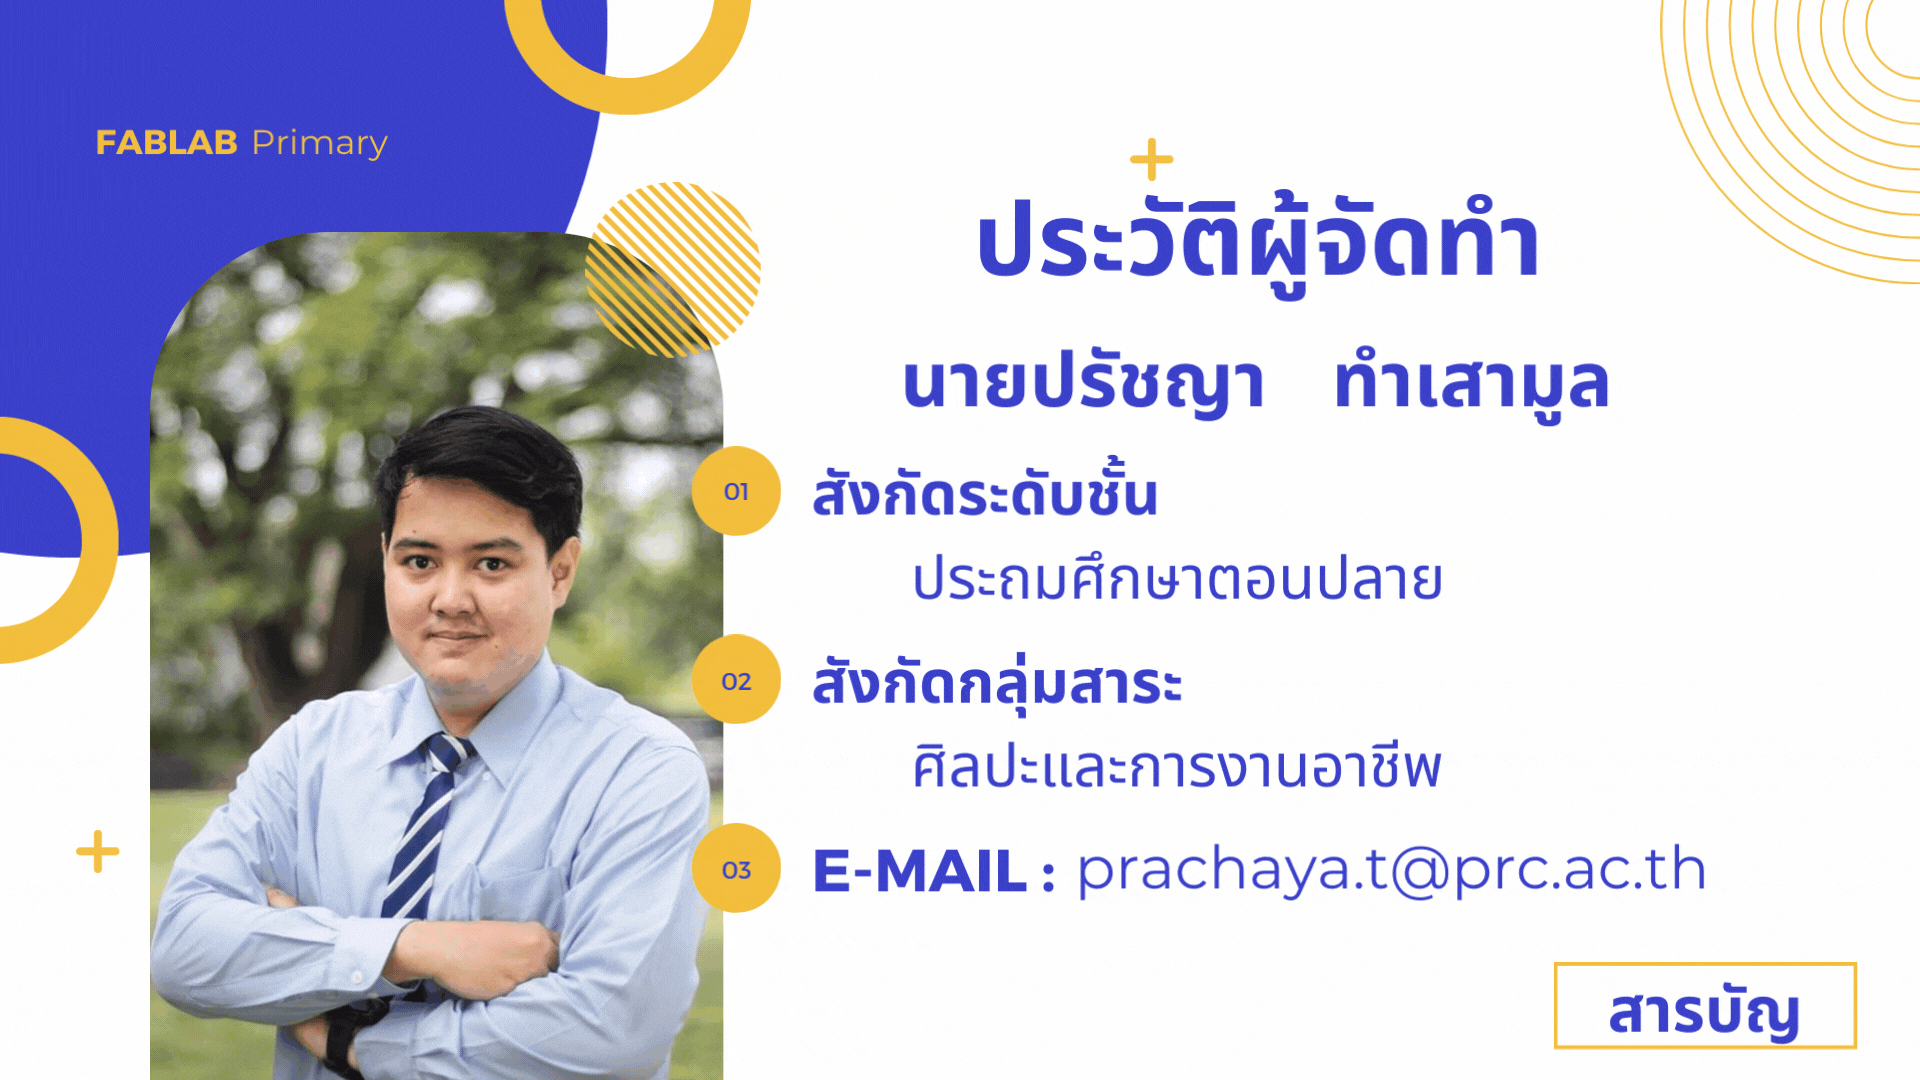 FABLAB Primary
ประวัติผู้จัดทำ
นายปรัชญา ทำเสามูล
01 สังกัดระดับชั้น
ประถมศึกษาตอนปลาย
02 สังกัดกลุ่มสาระ
ศิลปะและการงานอาชีพ
03 E-MAIL : prachaya.t@prc.ac.th
สารบัญ